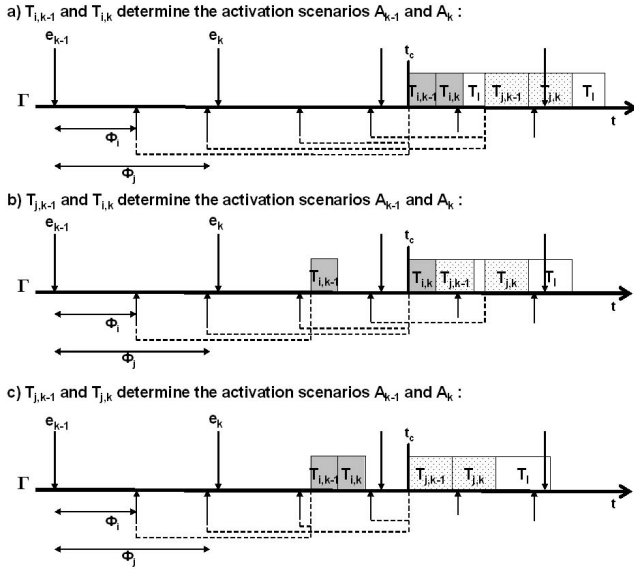 a) Ti,k-1 and Ti,k determine the activation scenarios Ak-1 and Ak :
ek-1 ek tc
Γ Ti,k-1 Ti,k Tl Tj,k-1 Tj,k Tl
t
Φi
Φj
b) Tj,k-1 and Ti,k determine the activation scenarios Ak-1 and Ak :
ek-1 ek tc
Γ Ti,k-1 Ti,k Tj,k-1 Tj,k Tl
t
Φi
Φj
c) Tj,k-1 and Tj,k determine the activation scenarios Ak-1 and Ak :
ek-1 ek tc
Γ Ti,k-1 Ti,k Tj,k-1 Tj,k Tl
t
Φi
Φj